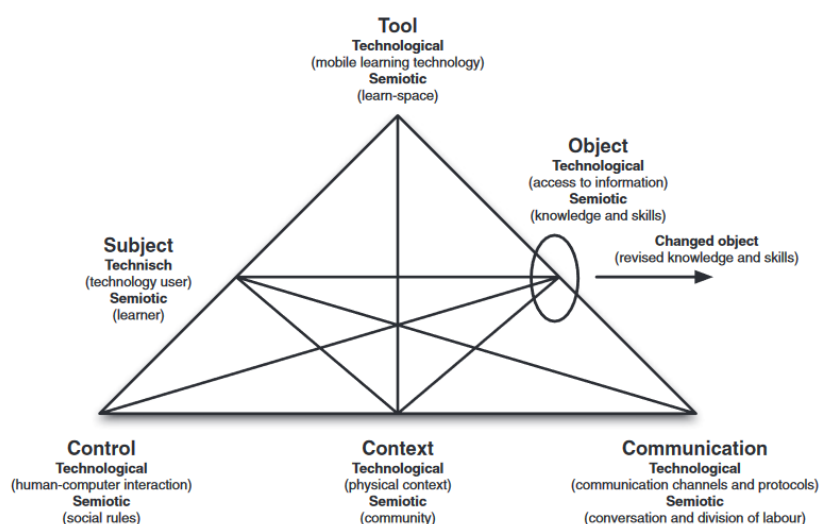 Tool
Technological
(mobile learning technology)
Semiotic
(learn-space)
Object
Technological
(access to information)
Semiotic
(knowledge and skills)
Subject
Technisch
(technology user)
Semiotic
(learner)
Changed object
(revised knowledge and skills)
Control
Technological
(human-computer interaction)
Semiotic
(social rules)
Context
Technological
(physical context)
Semiotic
(community)
Communication
Technological
(communication channels and protocols)
Semiotic
(conversation and division of labour)